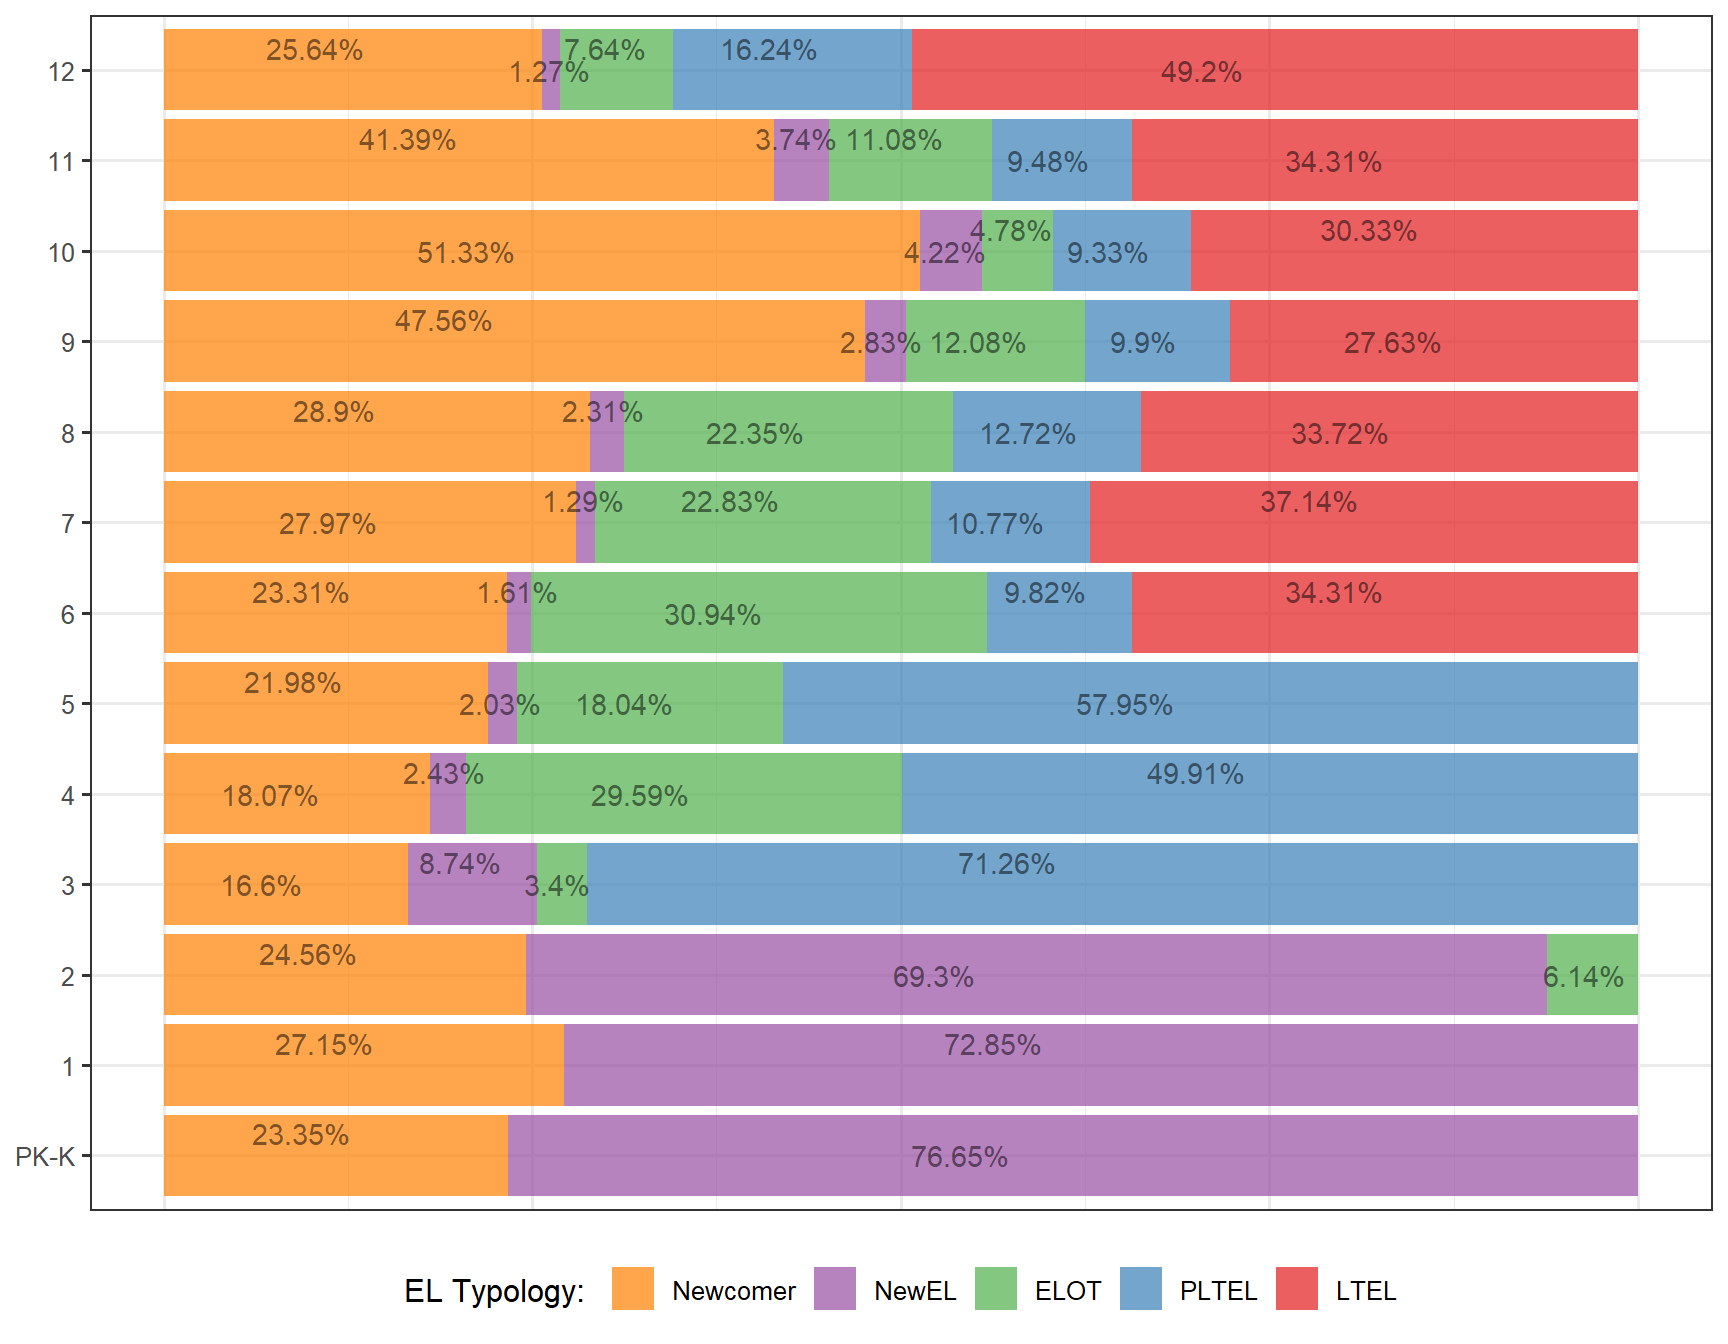 12 25.64% 1.27% 7.64% 16.24% 49.2%
11 41.39% 3.74% 11.08% 9.48% 34.31%
10 51.33% 4.22% 4.78% 9.33% 30.33%
9 47.56% 2.83% 12.08% 9.9% 27.63%
8 28.9% 2.31% 22.35% 12.72% 33.72%
7 27.97% 1.29% 22.83% 10.77% 37.14%
6 23.31% 1.61% 30.94% 9.82% 34.31%
5 21.98% 2.03% 18.04% 57.95%
4 18.07% 2.43% 29.59% 49.91%
3 16.6% 8.74% 3.4% 71.26%
2 24.56% 69.3% 6.14%
1 27.15% 72.85%
PK-K 23.35% 76.65%
EL Typology: Newcomer NewEL ELOT PLTEL LTEL